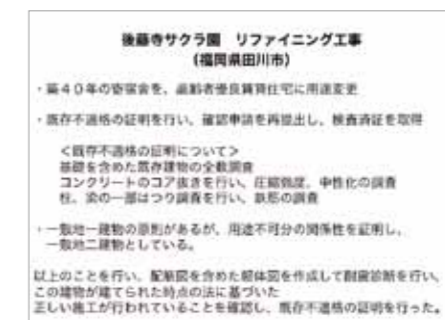 後藤寺サクラ園　リファイニング工事
(福岡県田川市)
・築４０年の寄宿舎を、高齢者優良賃貸住宅に用途変更
・既存不適格の証明を行い、確認申請を再提出し、検査済証を取得
＜既存不適格の証明について＞
基礎を含めた既存建物の全数調査
コンクリートのコア抜きを行い、圧縮強度、中性化の調査
柱、梁の一部はつり調査を行い、鉄筋の調査
・一敷地一建物の原則があるが、用途不可分の関係性を証明し、
一敷地二建物としている。
以上のことを行い、配筋図を含めた躯体図を作成して耐震診断を行い、
この建物が建てられた時点の法に基づいた
正しい施工が行われていることを確認し、既存不適格の証明を行った。